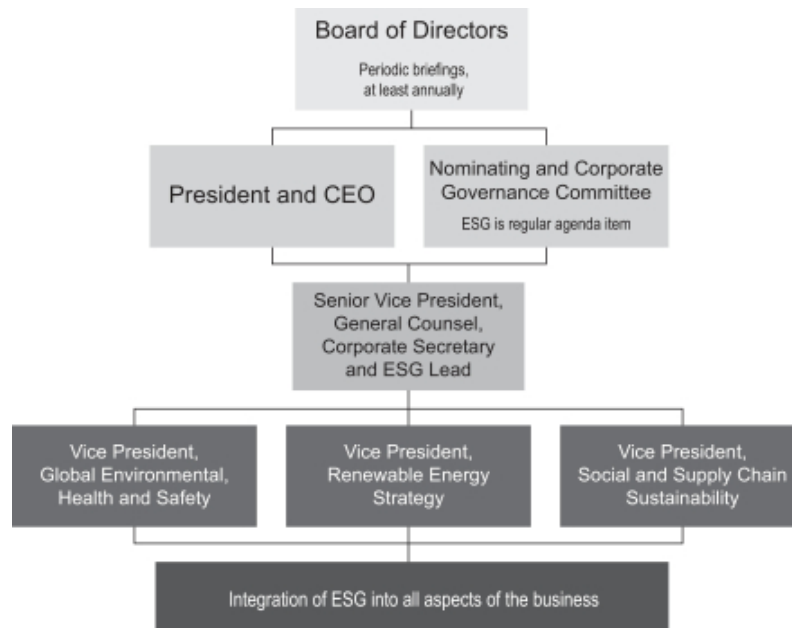 Board of Directors
Periodic briefings,
at least annually
President and CEO
Nominating and Corporate
Governance Committee
ESG is regular agenda item
Senior Vice President,
General Counsel,
Corporate Secretary
and ESG Lead
Vice President,
Global Environmental,
Health and Safety
Vice President,
Renewable Energy
Strategy
Vice President,
Social and Supply Chain
Sustainability
Integration of ESG into all aspects of the business